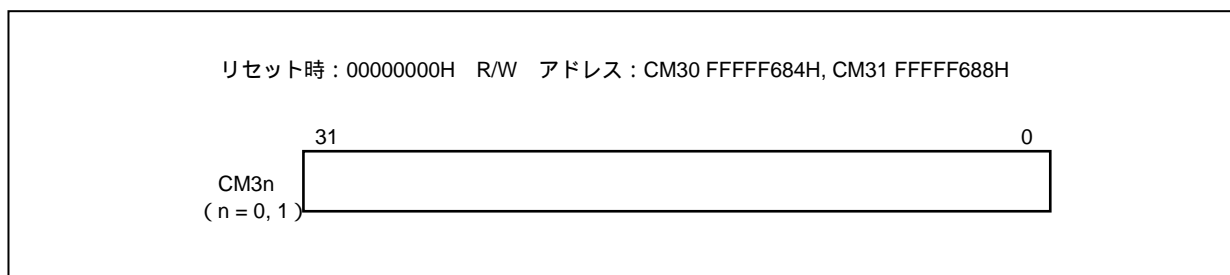 リセット時：00000000H　R/W　アドレス：CM30 FFFFF684H, CM31 FFFFF688H
31 0
CM3n
（n = 0, 1）